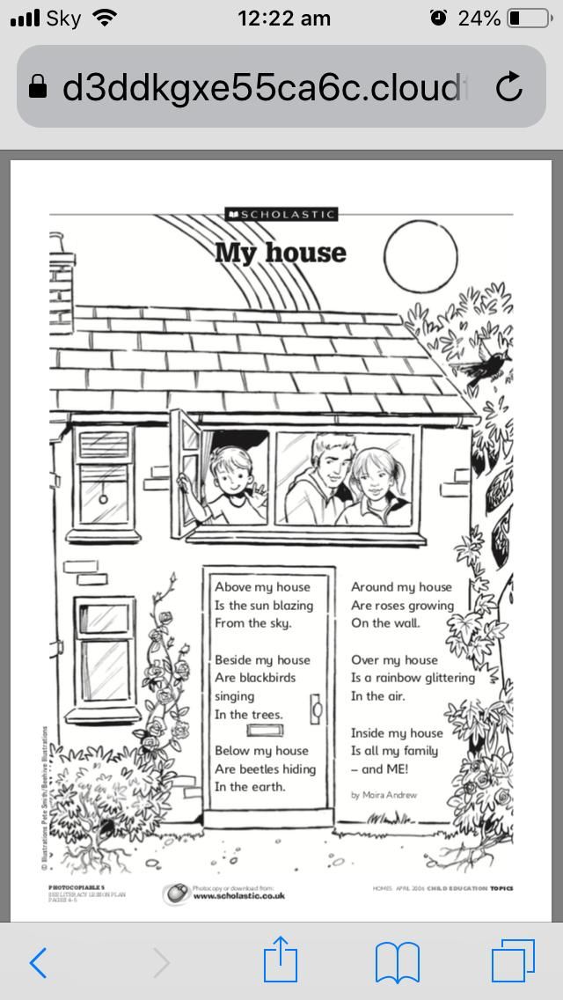 Sky 12:22 am 24%
d3ddkgxe55ca6c.cloud
SCHOLASTIC
My house
Above my house
Is the sun blazing
From the sky.
Beside my house
Are blackbirds
singing
In the trees.
Below my house
Are beetles hiding
In the earth.
Around my house
Are roses growing
On the wall.
Over my house
Is a rainbow glittering
In the air.
Inside my house
Is all my family
– and ME!
by Moira Andrew
© Illustrations Pete Smith/Beehive Illustrations
PHOTOCOPIABLE 5
SEE LITERACY LESSON PLAN
PAGES 4-5
Photocopy or download from:
www.scholastic.co.uk
HOMES APRIL 2006 CHILD EDUCATION TOPICS